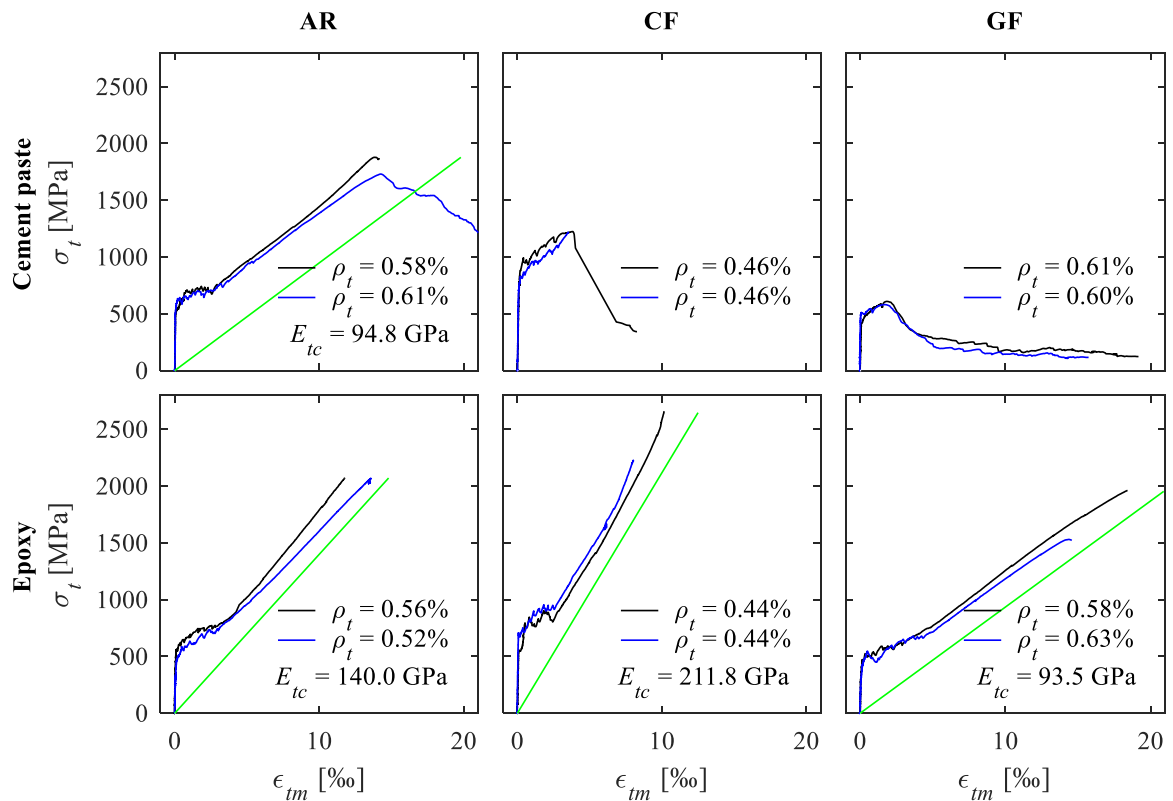 AR CF GF
Cement paste
σt [MPa]
2500
2000
1500
1000
500
0
ρt = 0.58%
ρt = 0.61%
Etc = 94.8 GPa
ρt = 0.46%
ρt = 0.46%
ρt = 0.61%
ρt = 0.60%
Epoxy
σt [MPa]
2500
2000
1500
1000
500
0
ρt = 0.56%
ρt = 0.52%
Etc = 140.0 GPa
ρt = 0.44%
ρt = 0.44%
Etc = 211.8 GPa
ρt = 0.58%
ρt = 0.63%
Etc = 93.5 GPa
0 10 20 0 10 20 0 10 20
ϵtm [‰] ϵtm [‰] ϵtm [‰]